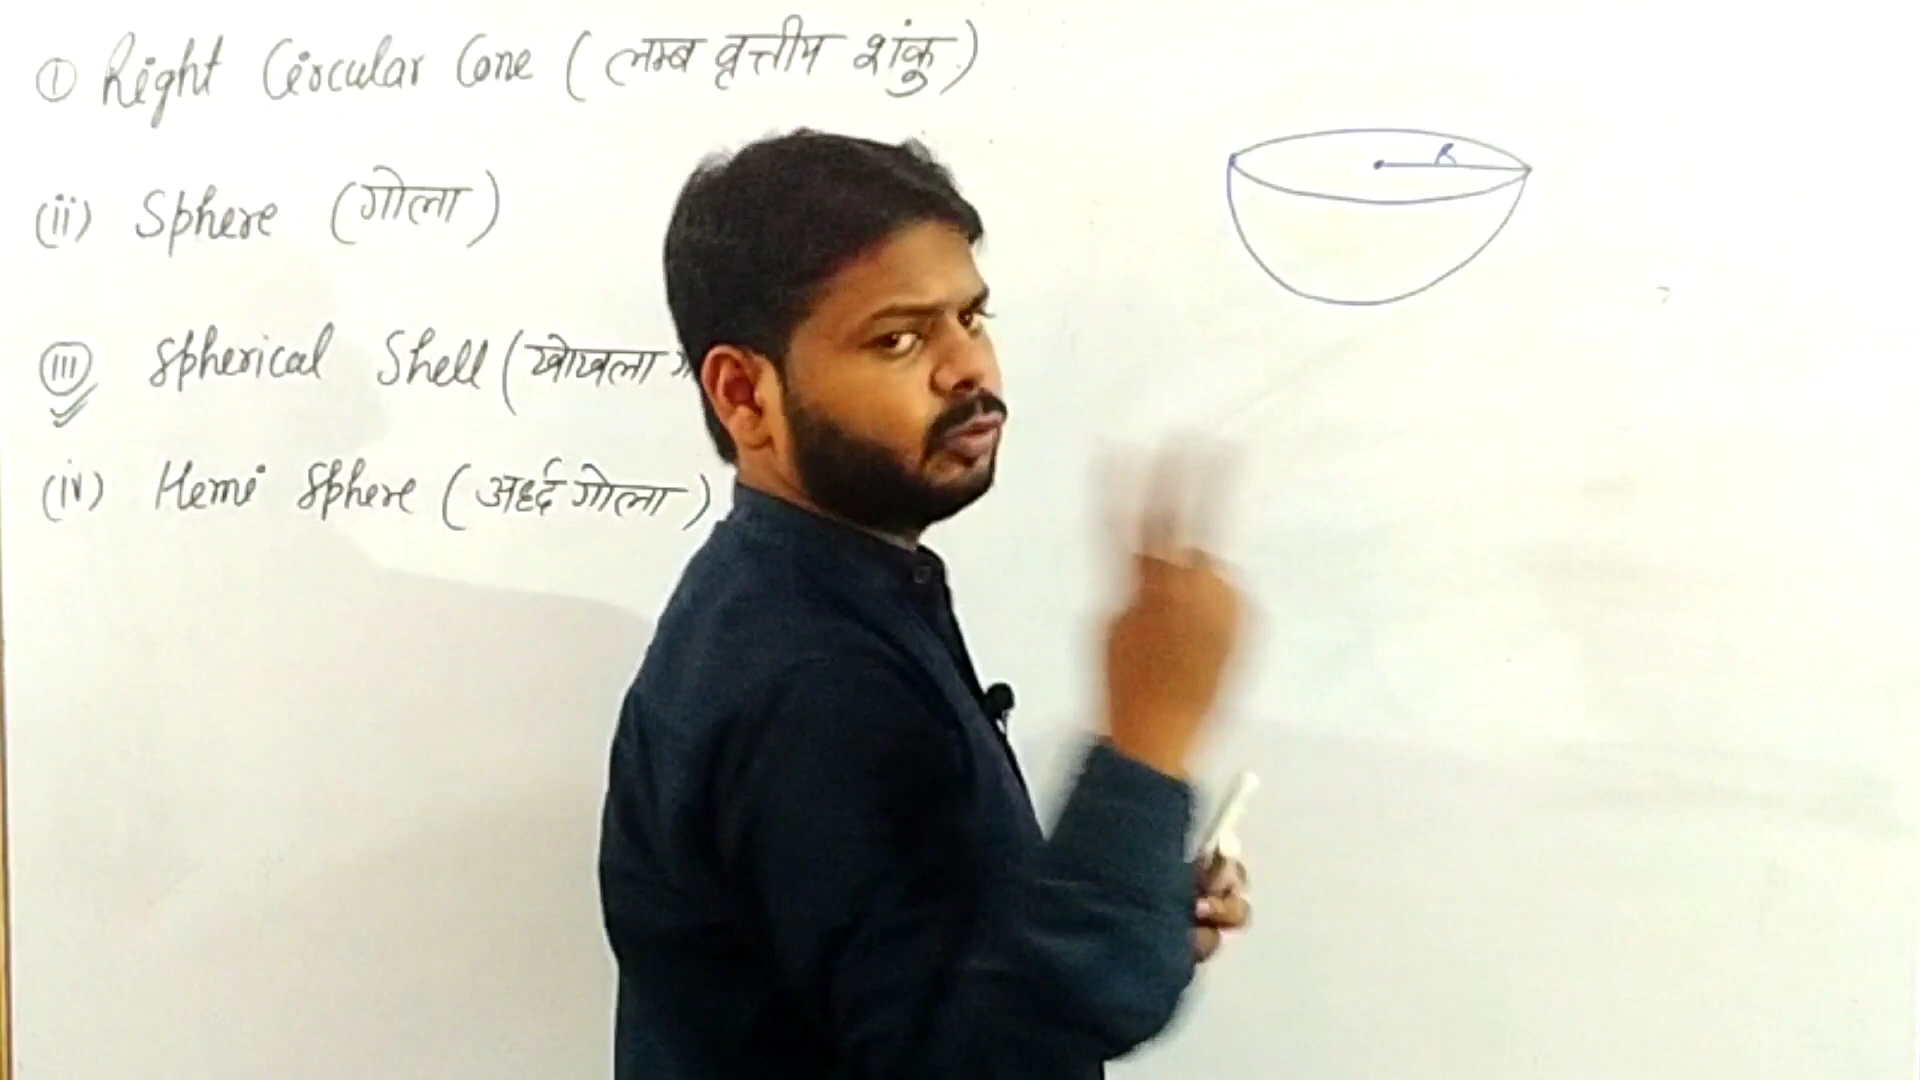 ① Right Circular Cone (लम्ब वृत्तीय शंकु)
(ii) Sphere (गोला)
(iii) Spherical Shell (खोखला
(iv) Hemi Sphere (अर्द्ध गोला)
R